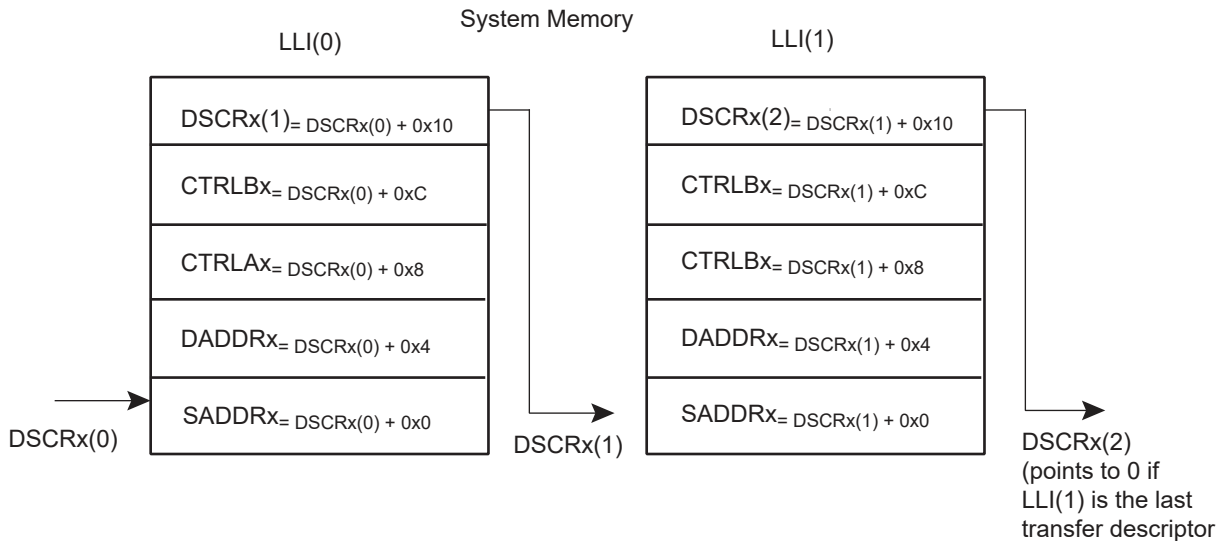 System Memory
LLI(0)
LLI(1)
DSCRx(1)= DSCRx(0) + 0x10
CTRLBx= DSCRx(0) + 0xC
CTRLAx= DSCRx(0) + 0x8
DADDRx= DSCRx(0) + 0x4
SADDRx= DSCRx(0) + 0x0
DSCRx(0)
DSCRx(1)
DSCRx(2)= DSCRx(1) + 0x10
CTRLBx= DSCRx(1) + 0xC
CTRLBx= DSCRx(1) + 0x8
DADDRx= DSCRx(1) + 0x4
SADDRx= DSCRx(1) + 0x0
DSCRx(2)
(points to 0 if
LLI(1) is the last
transfer descriptor